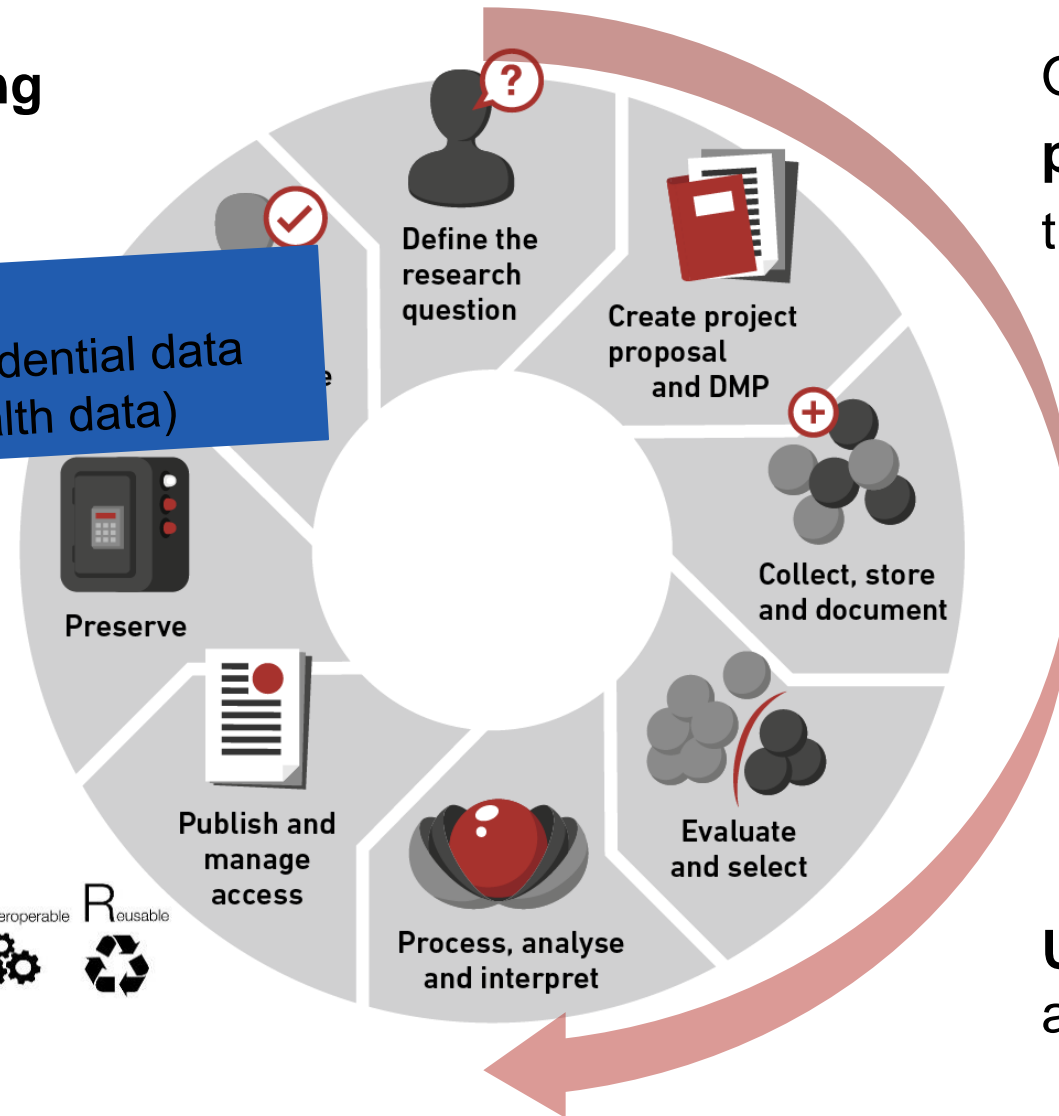 ng
?
Define the
research
question
Create project
proposal
and DMP
Collect, store
and document
Evaluate
and select
Process, analyse
and interpret
Publish and
manage
access
Preserve
dential data
alth data)
e
eroperable
Reusable
p
t
U
a